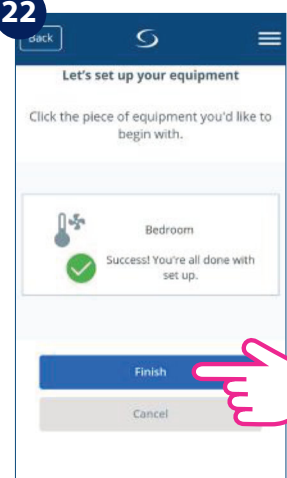 22
Back
Let's set up your equipment
Click the piece of equipment you'd like to
begin with.
Bedroom
Success! You're all done with
set up.
Finish
Cancel